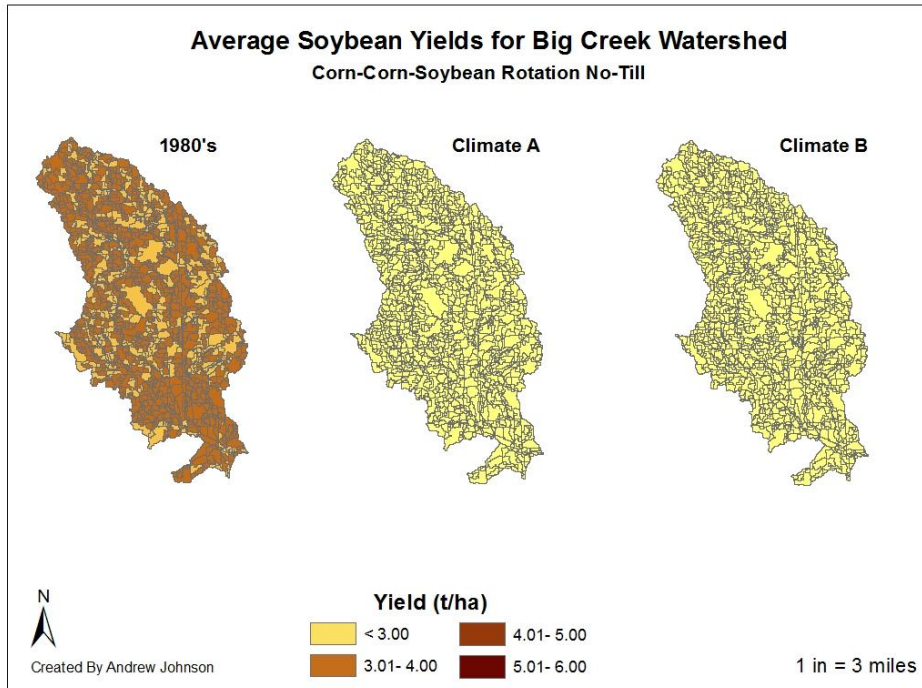 Average Soybean Yields for Big Creek Watershed
Corn-Corn-Soybean Rotation No-Till
1980's
Climate A
Climate B
N
Yield (t/ha)
< 3.00
4.01- 5.00
3.01- 4.00
5.01- 6.00
Created By Andrew Johnson
1 in = 3 miles